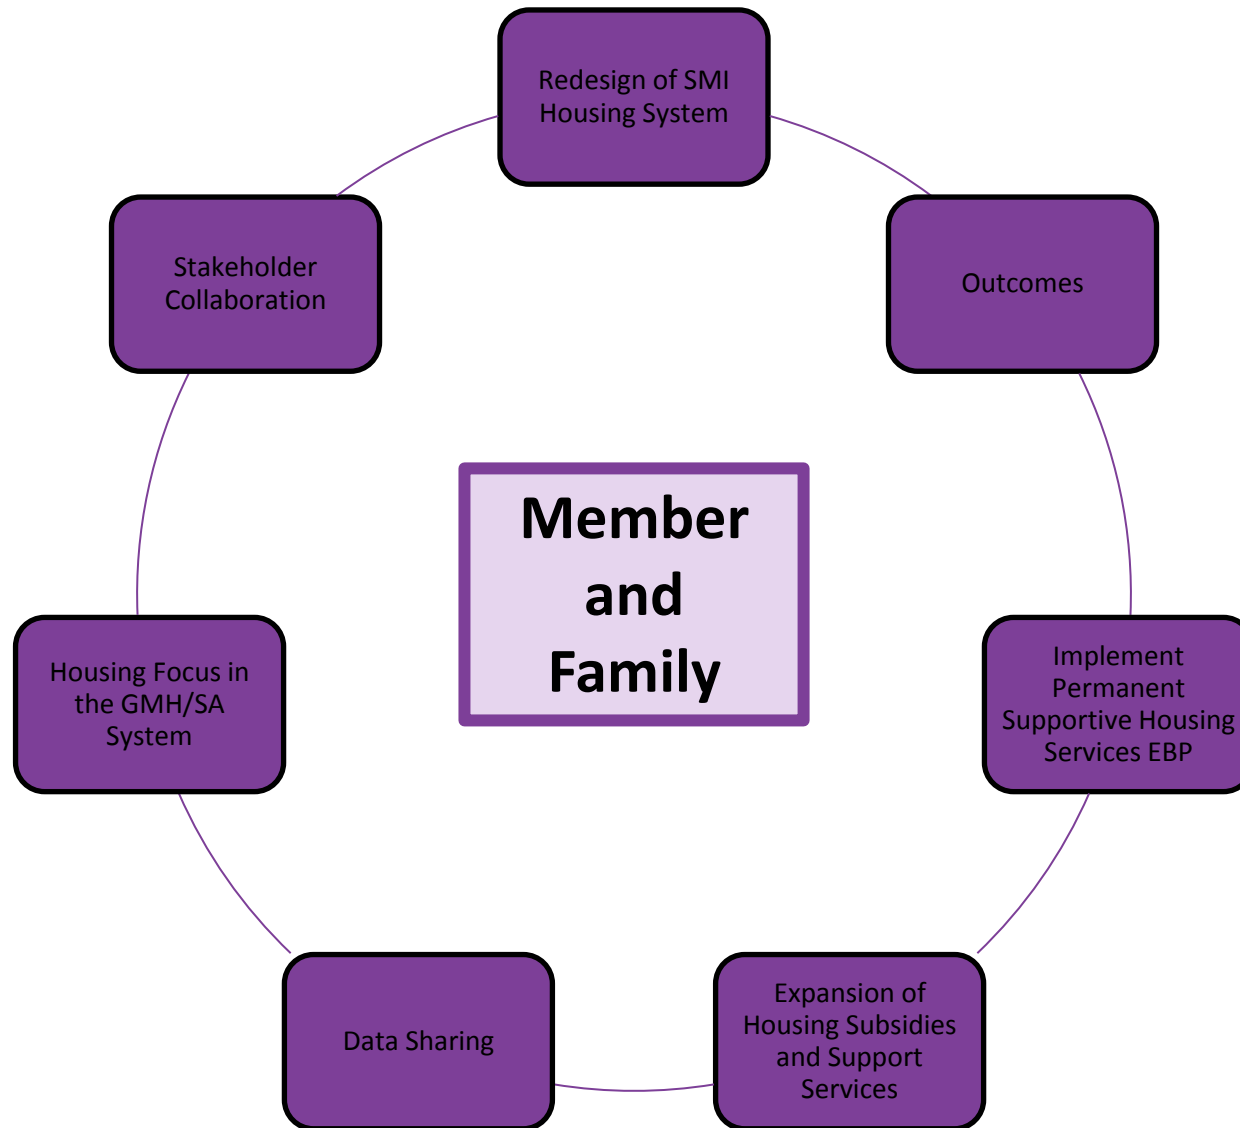 Redesign of SMI
Housing System
Outcomes
Implement
Permanent
Supportive Housing
Services EBP
Expansion of
Housing Subsidies
and Support
Services
Data Sharing
Housing Focus in
the GMH/SA
System
Stakeholder
Collaboration
Member
and
Family